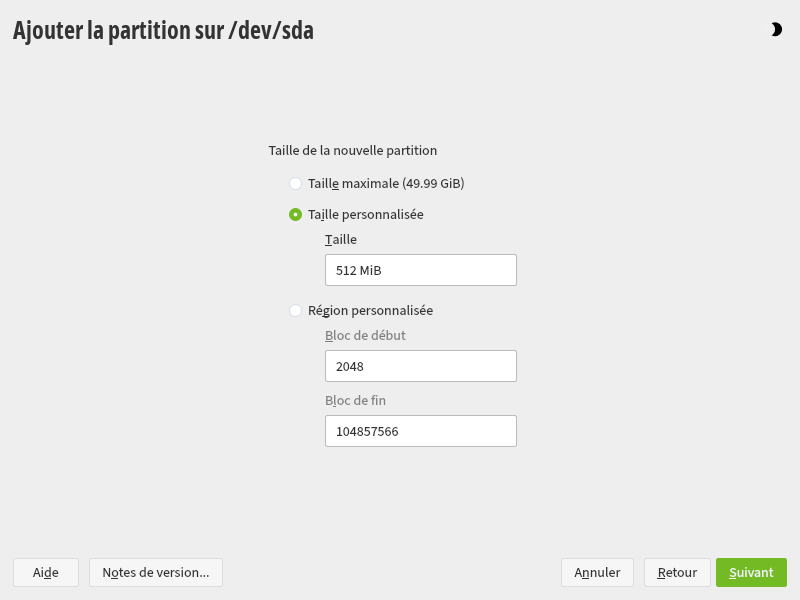 Ajouter la partition sur /dev/sda
Taille de la nouvelle partition
Taille maximale (49.99 GiB)
Taille personnalisée
Taille
512 MiB
Région personnalisée
Bloc de début
2048
Bloc de fin
104857566
Aide
Notes de version...
Annuler
Retour
Suivant